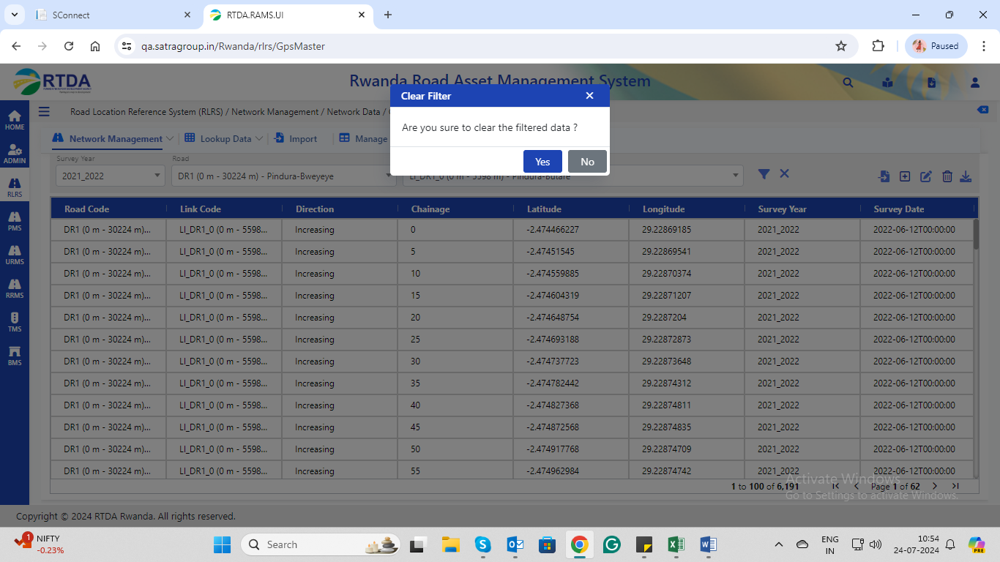 SConnect
RTDA.RAMS.UI
qa.satragroup.in/Rwanda/rlrs/GpsMaster
Paused
RTDA
Rwanda Road Asset Management System
Clear Filter
Are you sure to clear the filtered data ?
Yes
No
HOME
ADMIN
RLRS
PMS
URMS
RRMS
TMS
BMS
Road Location Reference System (RLRS) / Network Management / Network Data /
Network Management
Lookup Data
Import
Manage
Survey Year
Road
2021_2022
DR1 (0 m - 30224 m) - Pindura-Bweyeye
LI_DR1_0 (0 m - 5598 m) - Pindura-Butare
Road Code Link Code Direction Chainage Latitude Longitude Survey Year Survey Date
DR1 (0 m - 30224 m)... LI_DR1_0 (0 m - 5598... Increasing 0 -2.474466227 29.22869185 2021_2022 2022-06-12T00:00:00
DR1 (0 m - 30224 m)... LI_DR1_0 (0 m - 5598... Increasing 5 -2.47451545 29.22869541 2021_2022 2022-06-12T00:00:00
DR1 (0 m - 30224 m)... LI_DR1_0 (0 m - 5598... Increasing 10 -2.474559885 29.22870374 2021_2022 2022-06-12T00:00:00
DR1 (0 m - 30224 m)... LI_DR1_0 (0 m - 5598... Increasing 15 -2.474604319 29.22871207 2021_2022 2022-06-12T00:00:00
DR1 (0 m - 30224 m)... LI_DR1_0 (0 m - 5598... Increasing 20 -2.474648754 29.2287204 2021_2022 2022-06-12T00:00:00
DR1 (0 m - 30224 m)... LI_DR1_0 (0 m - 5598... Increasing 25 -2.474693188 29.22872873 2021_2022 2022-06-12T00:00:00
DR1 (0 m - 30224 m)... LI_DR1_0 (0 m - 5598... Increasing 30 -2.474737723 29.22873648 2021_2022 2022-06-12T00:00:00
DR1 (0 m - 30224 m)... LI_DR1_0 (0 m - 5598... Increasing 35 -2.474782442 29.22874312 2021_2022 2022-06-12T00:00:00
DR1 (0 m - 30224 m)... LI_DR1_0 (0 m - 5598... Increasing 40 -2.474827368 29.22874811 2021_2022 2022-06-12T00:00:00
DR1 (0 m - 30224 m)... LI_DR1_0 (0 m - 5598... Increasing 45 -2.474872568 29.22874835 2021_2022 2022-06-12T00:00:00
DR1 (0 m - 30224 m)... LI_DR1_0 (0 m - 5598... Increasing 50 -2.474917768 29.22874709 2021_2022 2022-06-12T00:00:00
DR1 (0 m - 30224 m)... LI_DR1_0 (0 m - 5598... Increasing 55 -2.474962984 29.22874742 2021_2022 2022-06-12T00:00:00
1 to 100 of 6,191 Page 1 of 62
Activate Windows
Go to Settings to activate Windows.
Copyright © 2024 RTDA Rwanda. All rights reserved.
1
NIFTY
-0.23%
Search
ENG
IN
10:54
24-07-2024
PRE